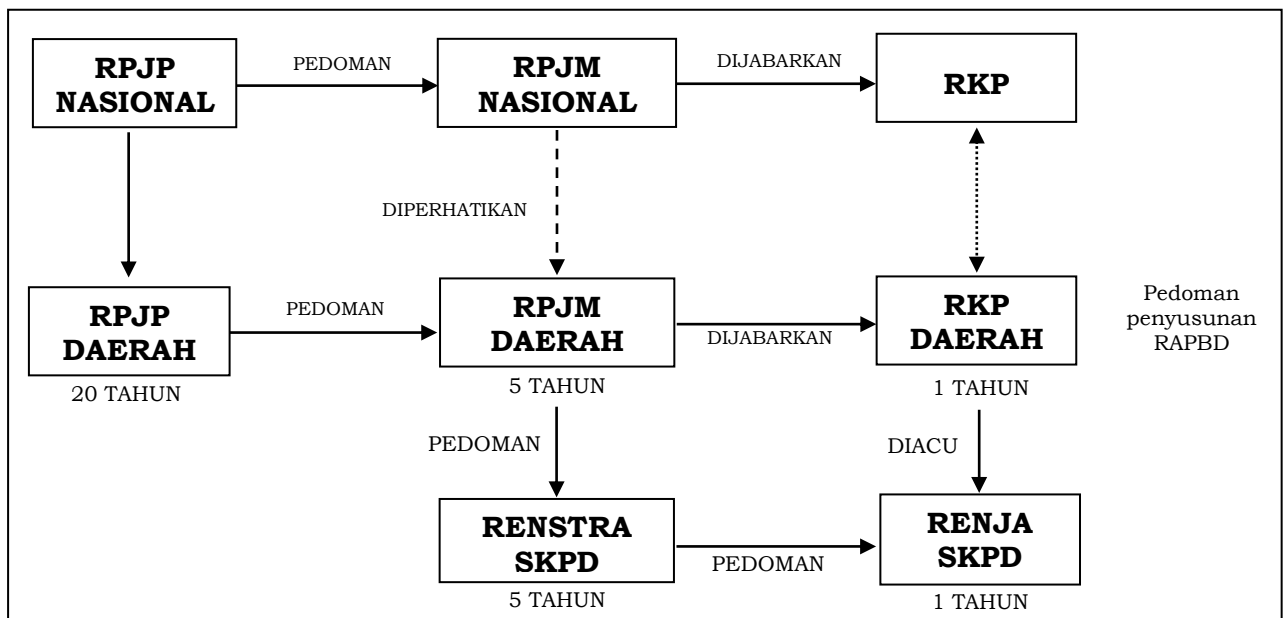 RPJP
NASIONAL
PEDOMAN
RPJM
NASIONAL
DIJABARKAN
RKP
DIPERHATIKAN
RPJP
DAERAH
20 TAHUN
PEDOMAN
RPJM
DAERAH
5 TAHUN
DIJABARKAN
RKP
DAERAH
1 TAHUN
Pedoman
penyusunan
RAPBD
PEDOMAN
DIACU
RENSTRA
SKPD
5 TAHUN
PEDOMAN
RENJA
SKPD
1 TAHUN